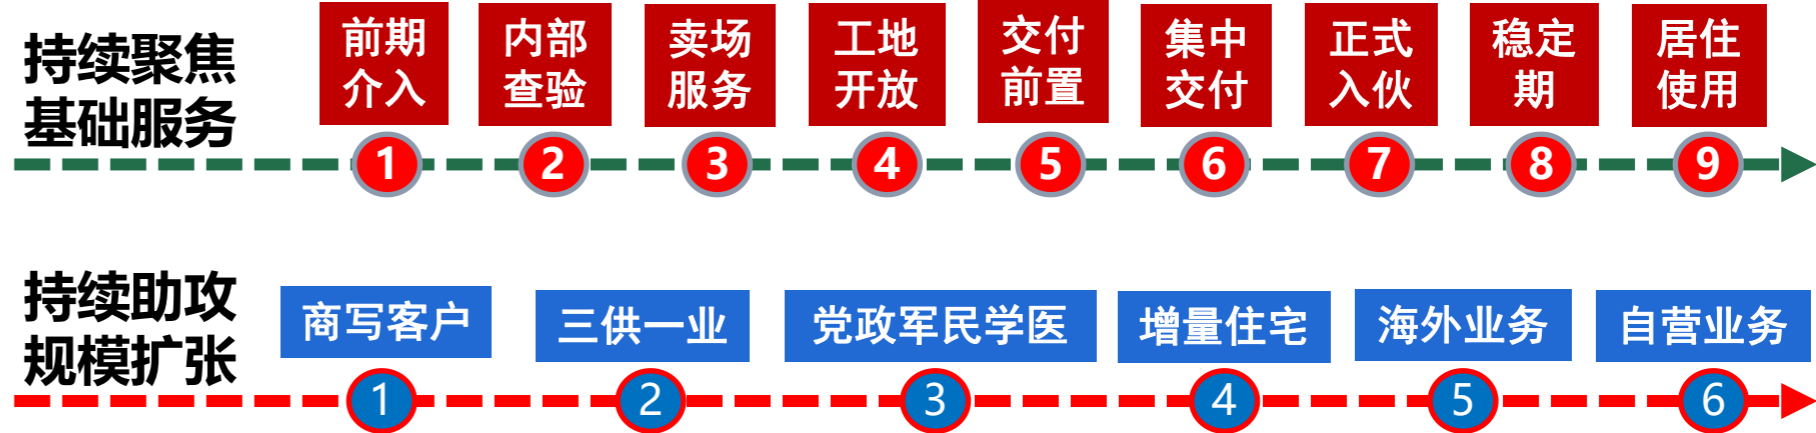 持续聚焦
基础服务
前期
介入
内部
查验
卖场
服务
工地
开放
交付
前置
集中
交付
正式
入伙
稳定
期
居住
使用
1 2 3 4 5 6 7 8 9
持续助攻
规模扩张
商写客户
三供一业
党政军民学医
增量住宅
海外业务
自营业务
1 2 3 4 5 6